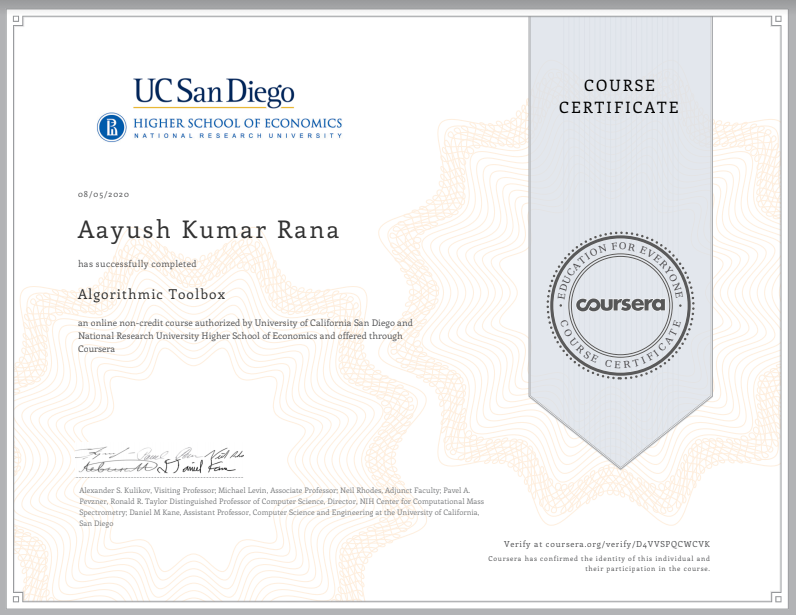 UC San Diego
HIGHER SCHOOL OF ECONOMICS
NATIONAL RESEARCH UNIVERSITY
COURSE
CERTIFICATE
08/05/2020
Aayush Kumar Rana
has successfully completed
Algorithmic Toolbox
an online non-credit course authorized by University of California San Diego and
National Research University Higher School of Economics and offered through
Coursera
EDUCATION FOR EVERYONE
coursera
COURSE CERTIFICATE
Alexander S. Kulikov, Visiting Professor; Michael Levin, Associate Professor; Neil Rhodes, Adjunct Faculty; Pavel A.
Pevzner, Ronald R. Taylor Distinguished Professor of Computer Science, Director, NIH Center for Computational Mass
Spectrometry; Daniel M Kane, Assistant Professor, Computer Science and Engineering at the University of California,
San Diego
Verify at coursera.org/verify/D4VVSPQCWCVK
Coursera has confirmed the identity of this individual and
their participation in the course.